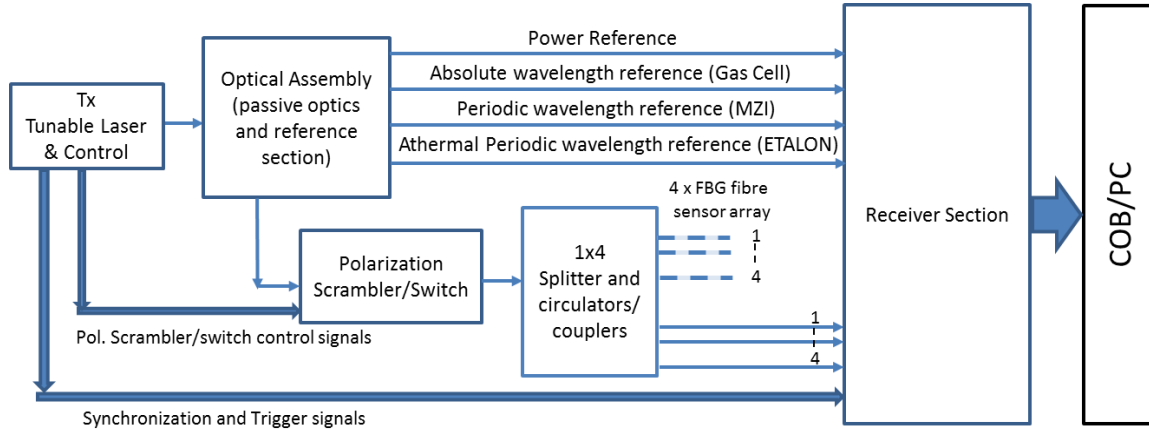 Power Reference
Absolute wavelength reference (Gas Cell)
Periodic wavelength reference (MZI)
Athermal Periodic wavelength reference (ETALON)
Tx
Tunable Laser
& Control
Optical Assembly
(passive optics
and reference
section)
4 x FBG fibre
sensor array
1
4
Polarization
Scrambler/Switch
1x4
Splitter and
circulators/
couplers
1
4
Receiver Section
COB/PC
Pol. Scrambler/switch control signals
Synchronization and Trigger signals